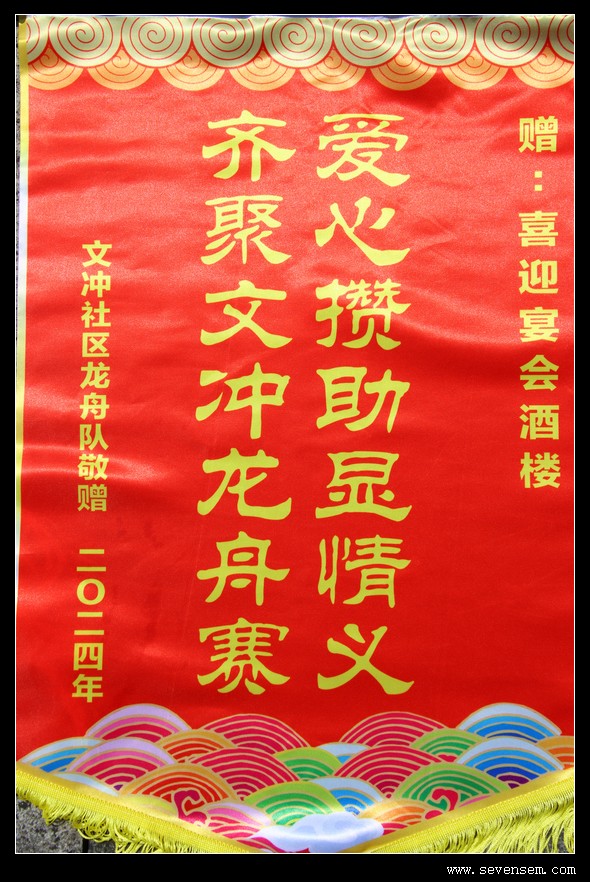 赠：喜迎宴会酒楼
爱心攒助显情义
齐聚文冲龙舟赛
文冲社区龙舟队敬赠 二〇二四年
www.sevensem.com